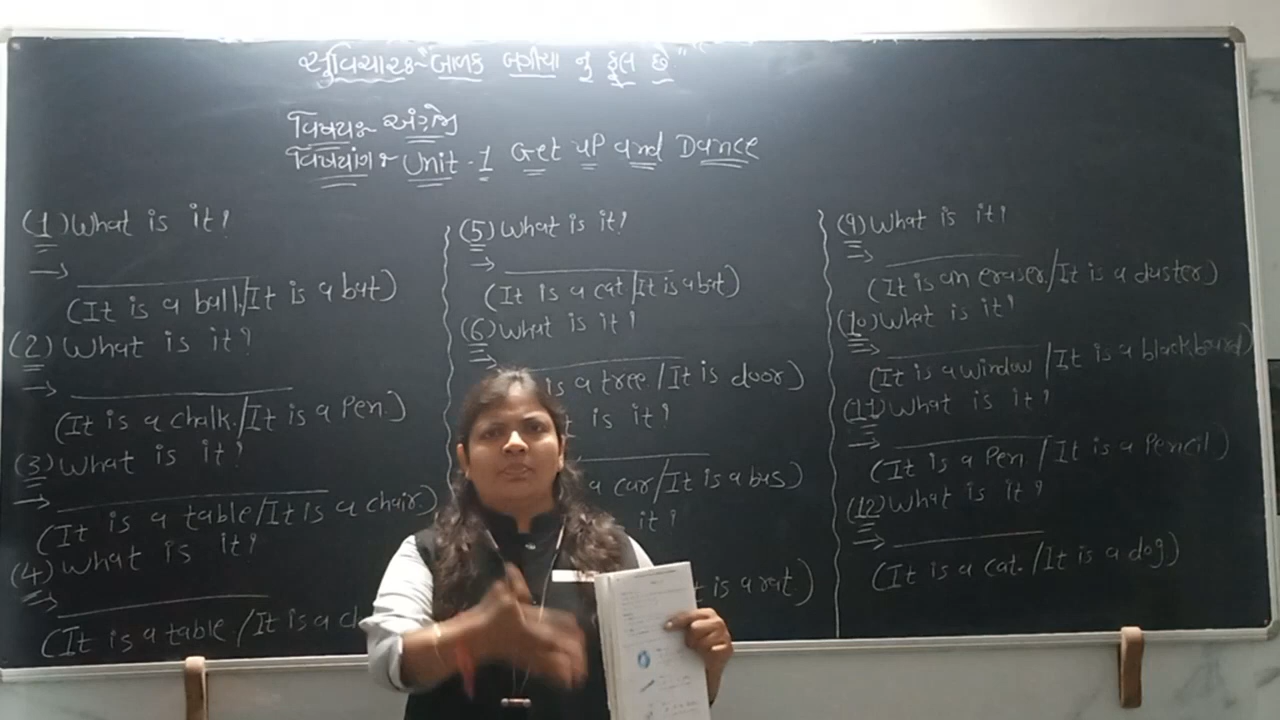 સુવિચાર:- "બાળક બગીચા નુ ફૂલ છે."
વિષય:- અંગ્રેજી
વિષયાંગ:- Unit-1 Get up and Dance
(1) What is it?
→
(It is a ball./It is a bat)
(2) What is it?
→
(It is a chalk./It is a Pen.)
(3) What is it?
→
(It is a table/It is a chair.)
(4) What is it?
→
(It is a table./It is a
(5) What is it?
→
(It is a cat/It is a bat)
(6) What is it?
→
is a tree./It is door)
is it?
a car/It is a bus)
it?
is a rat)
(9) What is it?
→
(It is an eraser/It is a duster)
(10) What is it?
→
(It is a window/It is a blackboard)
(11) What is it?
→
(It is a Pen/It is a Pencil)
(12) What is it?
→
(It is a cat./It is a dog)